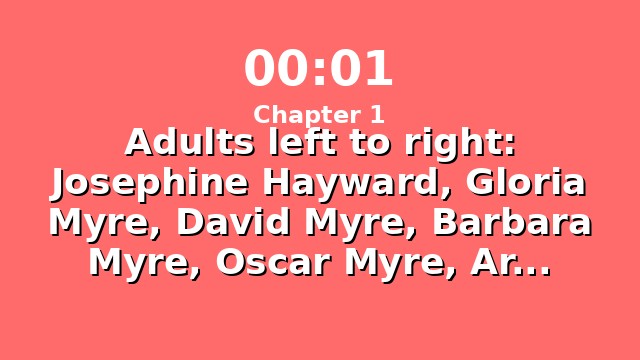 00:01
Chapter 1
Adults left to right:
Josephine Hayward, Gloria
Myre, David Myre, Barbara
Myre, Oscar Myre, Ar...